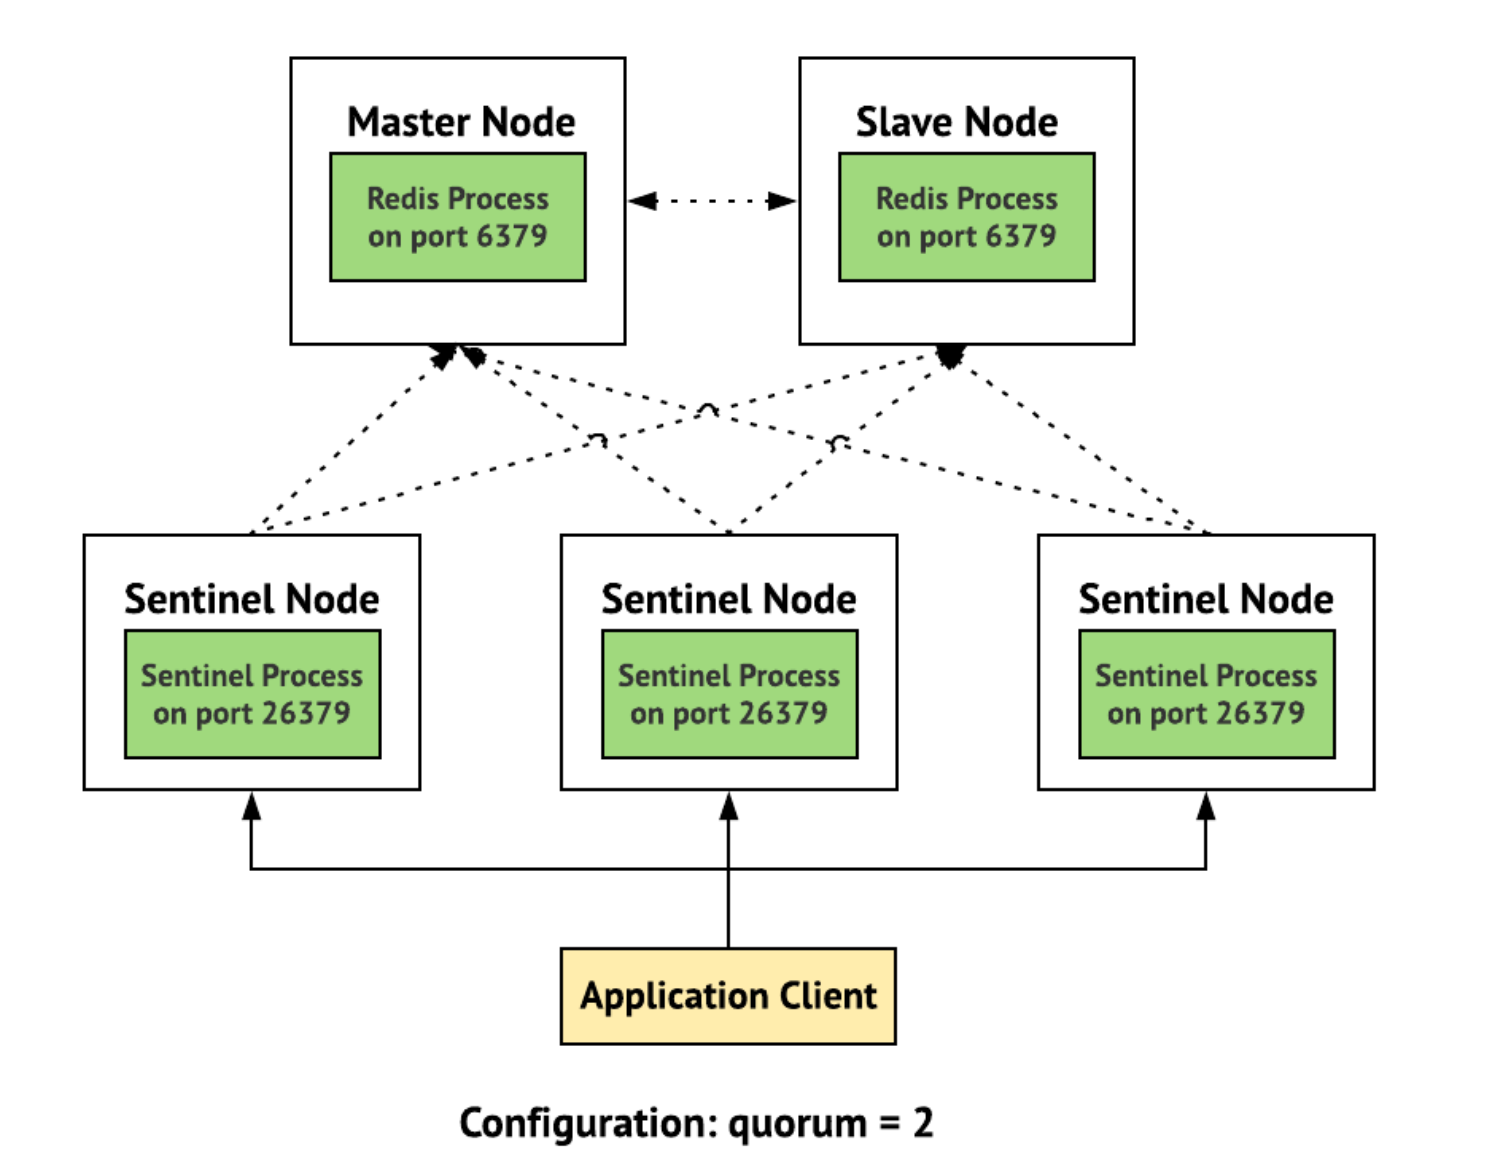 Master Node
Redis Process
on port 6379
Slave Node
Redis Process
on port 6379
Sentinel Node
Sentinel Process
on port 26379
Sentinel Node
Sentinel Process
on port 26379
Sentinel Node
Sentinel Process
on port 26379
Application Client
Configuration: quorum = 2